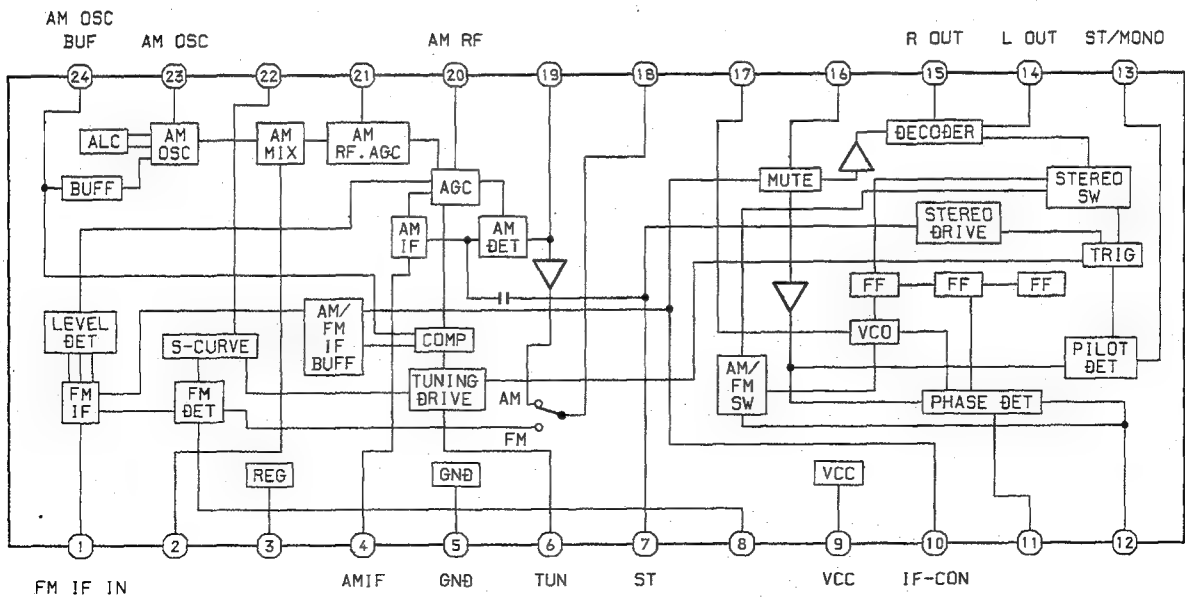 AM OSC
BUF
AM OSC
AM RF
R OUT
L OUT
ST/MONO
24
23
22
21
20
19
18
17
16
15
14
13
ALC
AM
OSC
AM
MIX
AM
RF.AGC
DECODER
BUFF
AGC
MUTE
STEREO
SW
AM
IF
AM
DET
STEREO
DRIVE
TRIG
FF
FF
FF
LEVEL
DET
S-CURVE
AM/
FM
IF
BUFF
COMP
VCO
PILOT
DET
FM
IF
FM
DET
TUNING
DRIVE
AM
FM
AM/
FM
SW
PHASE DET
REG
GND
VCC
1
2
3
4
5
6
7
8
9
10
11
12
FM IF IN
AMIF
GND
TUN
ST
VCC
IF-CON